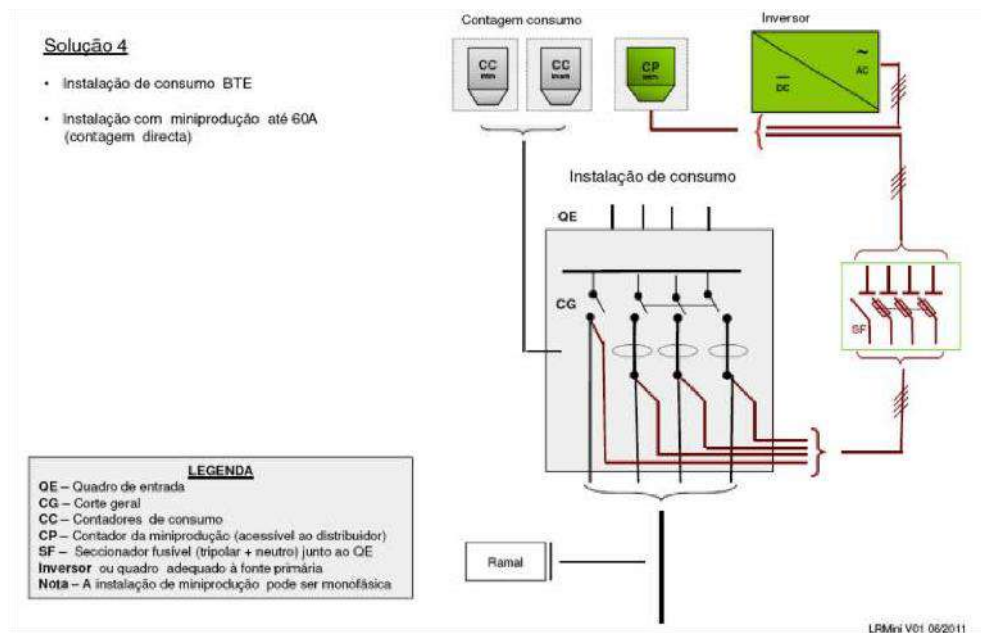 Solução 4
• Instalação de consumo BTE
• Instalação com miniprodução até 60A
(contagem directa)
Contagem consumo
CC
CC
CP
Inversor
~
AC
DC
Instalação de consumo
QE
CG
SF
Ramal
LEGENDA
QE – Quadro de entrada
CG – Corte geral
CC – Contadores de consumo
CP – Contador da miniprodução (acessível ao distribuidor)
SF – Seccionador fusível (tripolar + neutro) junto ao QE
Inversor ou quadro adequado à fonte primária
Nota – A instalação de miniprodução pode ser monofásica
LRMini V01 06/2011